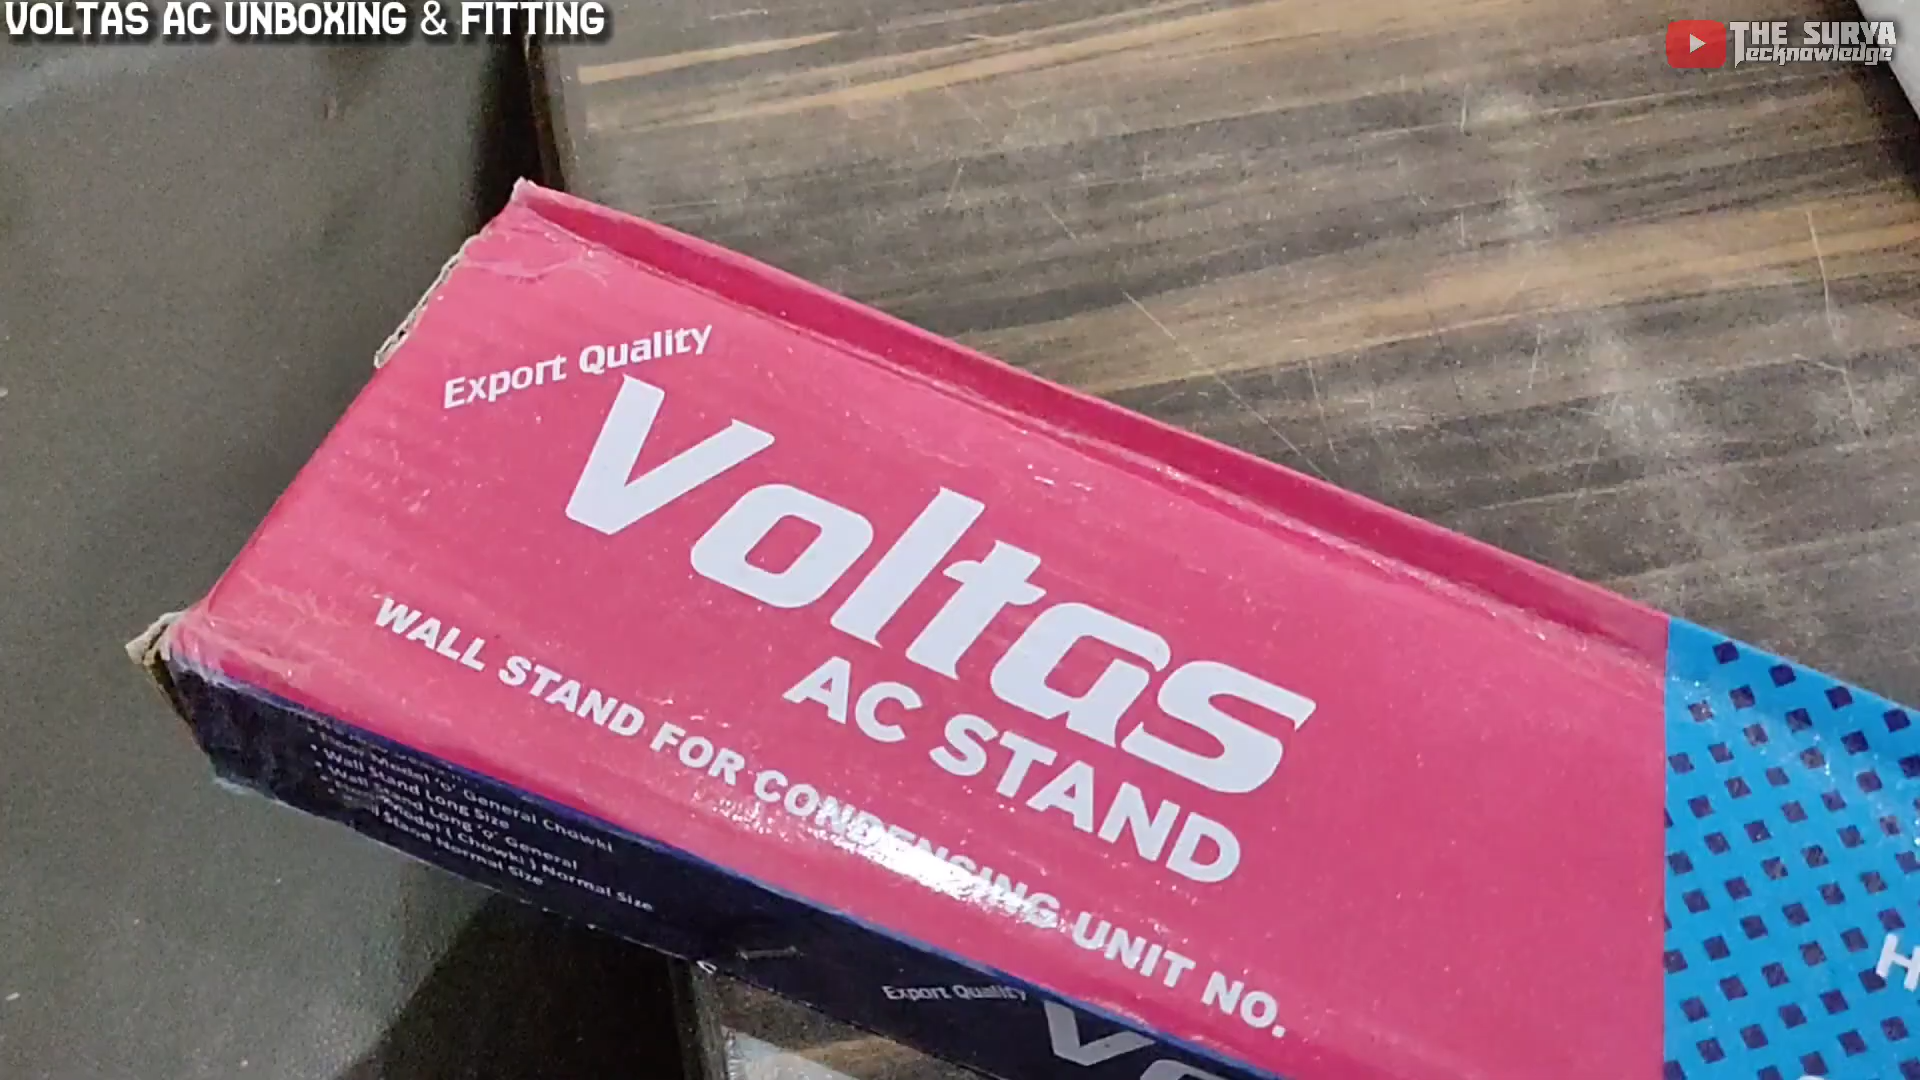 VOLTAS AC UNBOXING & FITTING
THE SURYA
Tecknowledge
Export Quality
Voltas
AC STAND
WALL STAND FOR CONDENSING UNIT NO.
Floor Model 'o' General Chowki
Wall Stand Long Size
Wall Stand Long 'o' General
Model ( Chowki ) Normal Size
Stand Normal Size
Export Quality
Vo
H